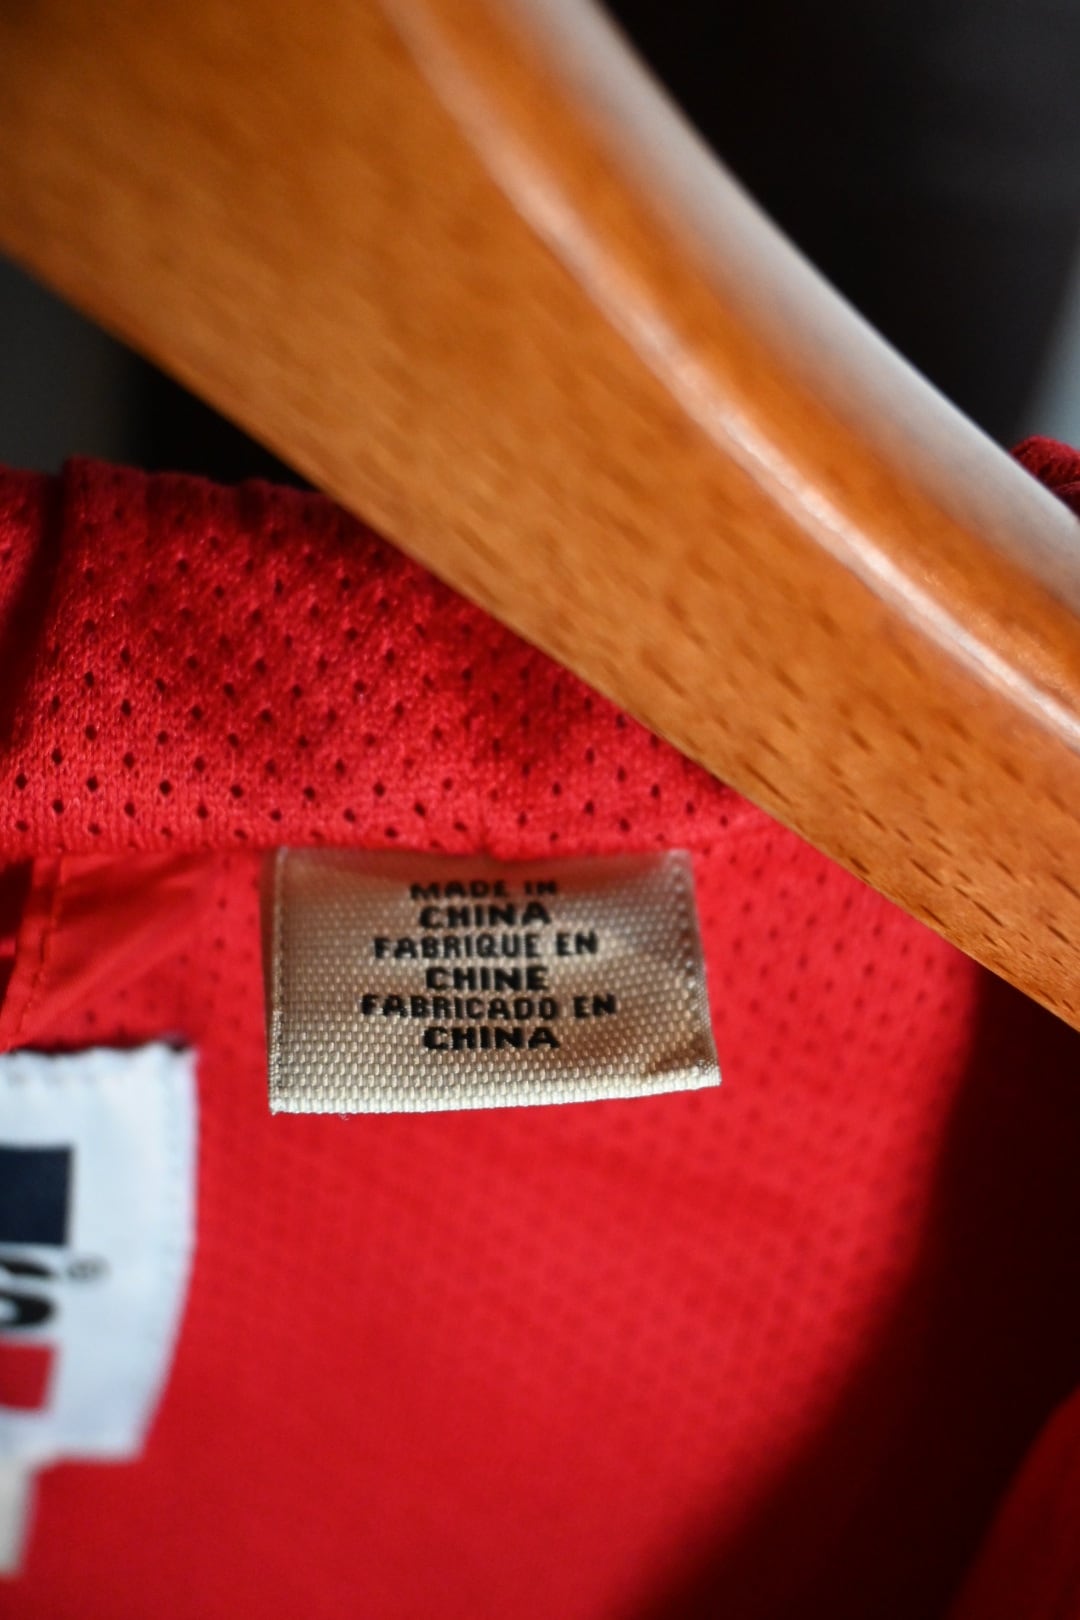 MADE IN
CHINA
FABRIQUE EN
CHINE
FABRICADO EN
CHINA